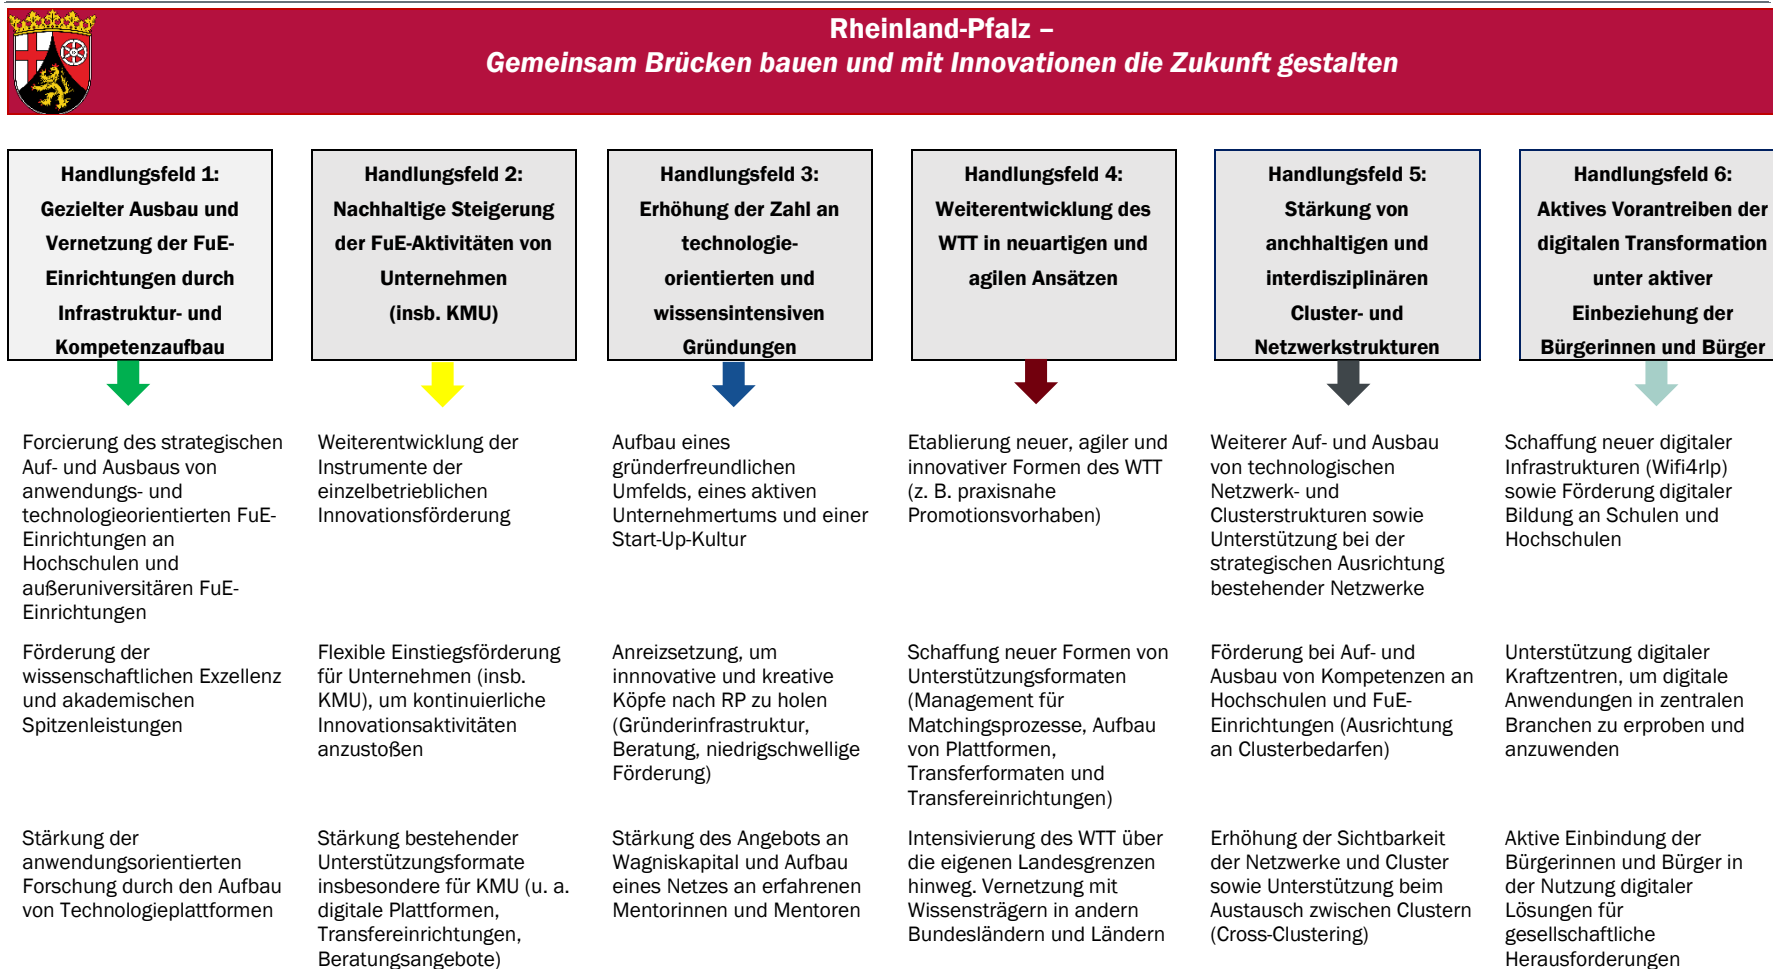 Rheinland-Pfalz –
Gemeinsam Brücken bauen und mit Innovationen die Zukunft gestalten
Handlungsfeld 1:
Gezielter Ausbau und
Vernetzung der FuE-
Einrichtungen durch
Infrastruktur- und
Kompetenzaufbau
Handlungsfeld 2:
Nachhaltige Steigerung
der FuE-Aktivitäten von
Unternehmen
(insb. KMU)
Handlungsfeld 3:
Erhöhung der Zahl an
technologie-
orientierten und
wissensintensiven
Gründungen
Handlungsfeld 4:
Weiterentwicklung des
WTT in neuartigen und
agilen Ansätzen
Handlungsfeld 5:
Stärkung von
anchhaltigen und
interdisziplinären
Cluster- und
Netzwerkstrukturen
Handlungsfeld 6:
Aktives Vorantreiben der
digitalen Transformation
unter aktiver
Einbeziehung der
Bürgerinnen und Bürger
Forcierung des strategischen
Auf- und Ausbaus von
anwendungs- und
technologieorientierten FuE-
Einrichtungen an
Hochschulen und
außeruniversitären FuE-
Einrichtungen
Weiterentwicklung der
Instrumente der
einzelbetrieblichen
Innovationsförderung
Aufbau eines
gründerfreundlichen
Umfelds, eines aktiven
Unternehmertums und einer
Start-Up-Kultur
Etablierung neuer, agiler und
innovativer Formen des WTT
(z. B. praxisnahe
Promotionsvorhaben)
Weiterer Auf- und Ausbau
von technologischen
Netzwerk- und
Clusterstrukturen sowie
Unterstützung bei der
strategischen Ausrichtung
bestehender Netzwerke
Schaffung neuer digitaler
Infrastrukturen (Wifi4rlp)
sowie Förderung digitaler
Bildung an Schulen und
Hochschulen
Förderung der
wissenschaftlichen Exzellenz
und akademischen
Spitzenleistungen
Flexible Einstiegsförderung
für Unternehmen (insb.
KMU), um kontinuierliche
Innovationsaktivitäten
anzustoßen
Anreizsetzung, um
innnovative und kreative
Köpfe nach RP zu holen
(Gründerinfrastruktur,
Beratung, niedrigschwellige
Förderung)
Schaffung neuer Formen von
Unterstützungsformaten
(Management für
Matchingsprozesse, Aufbau
von Plattformen,
Transferformaten und
Transfereinrichtungen)
Förderung bei Auf- und
Ausbau von Kompetenzen an
Hochschulen und FuE-
Einrichtungen (Ausrichtung
an Clusterbedarfen)
Unterstützung digitaler
Kraftzentren, um digitale
Anwendungen in zentralen
Branchen zu erproben und
anzuwenden
Stärkung der
anwendungsorientierten
Forschung durch den Aufbau
von Technologieplattformen
Stärkung bestehender
Unterstützungsformate
insbesondere für KMU (u. a.
digitale Plattformen,
Transfereinrichtungen,
Beratungsangebote)
Stärkung des Angebots an
Wagniskapital und Aufbau
eines Netzes an erfahrenen
Mentorinnen und Mentoren
Intensivierung des WTT über
die eigenen Landesgrenzen
hinweg. Vernetzung mit
Wissensträgern in andern
Bundesländern und Ländern
Erhöhung der Sichtbarkeit
der Netzwerke und Cluster
sowie Unterstützung beim
Austausch zwischen Clustern
(Cross-Clustering)
Aktive Einbindung der
Bürgerinnen und Bürger in
der Nutzung digitaler
Lösungen für
gesellschaftliche
Herausforderungen